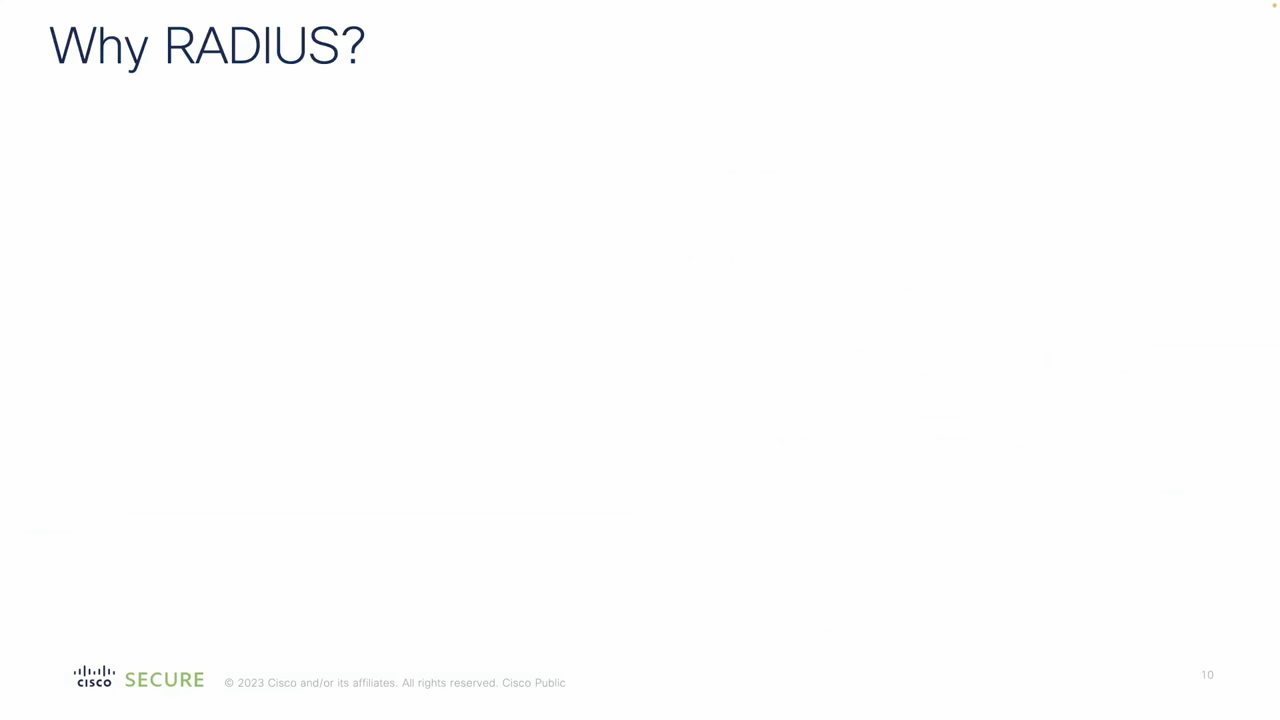 Why RADIUS?
CISCO SECURE © 2023 Cisco and/or its affiliates. All rights reserved. Cisco Public
10